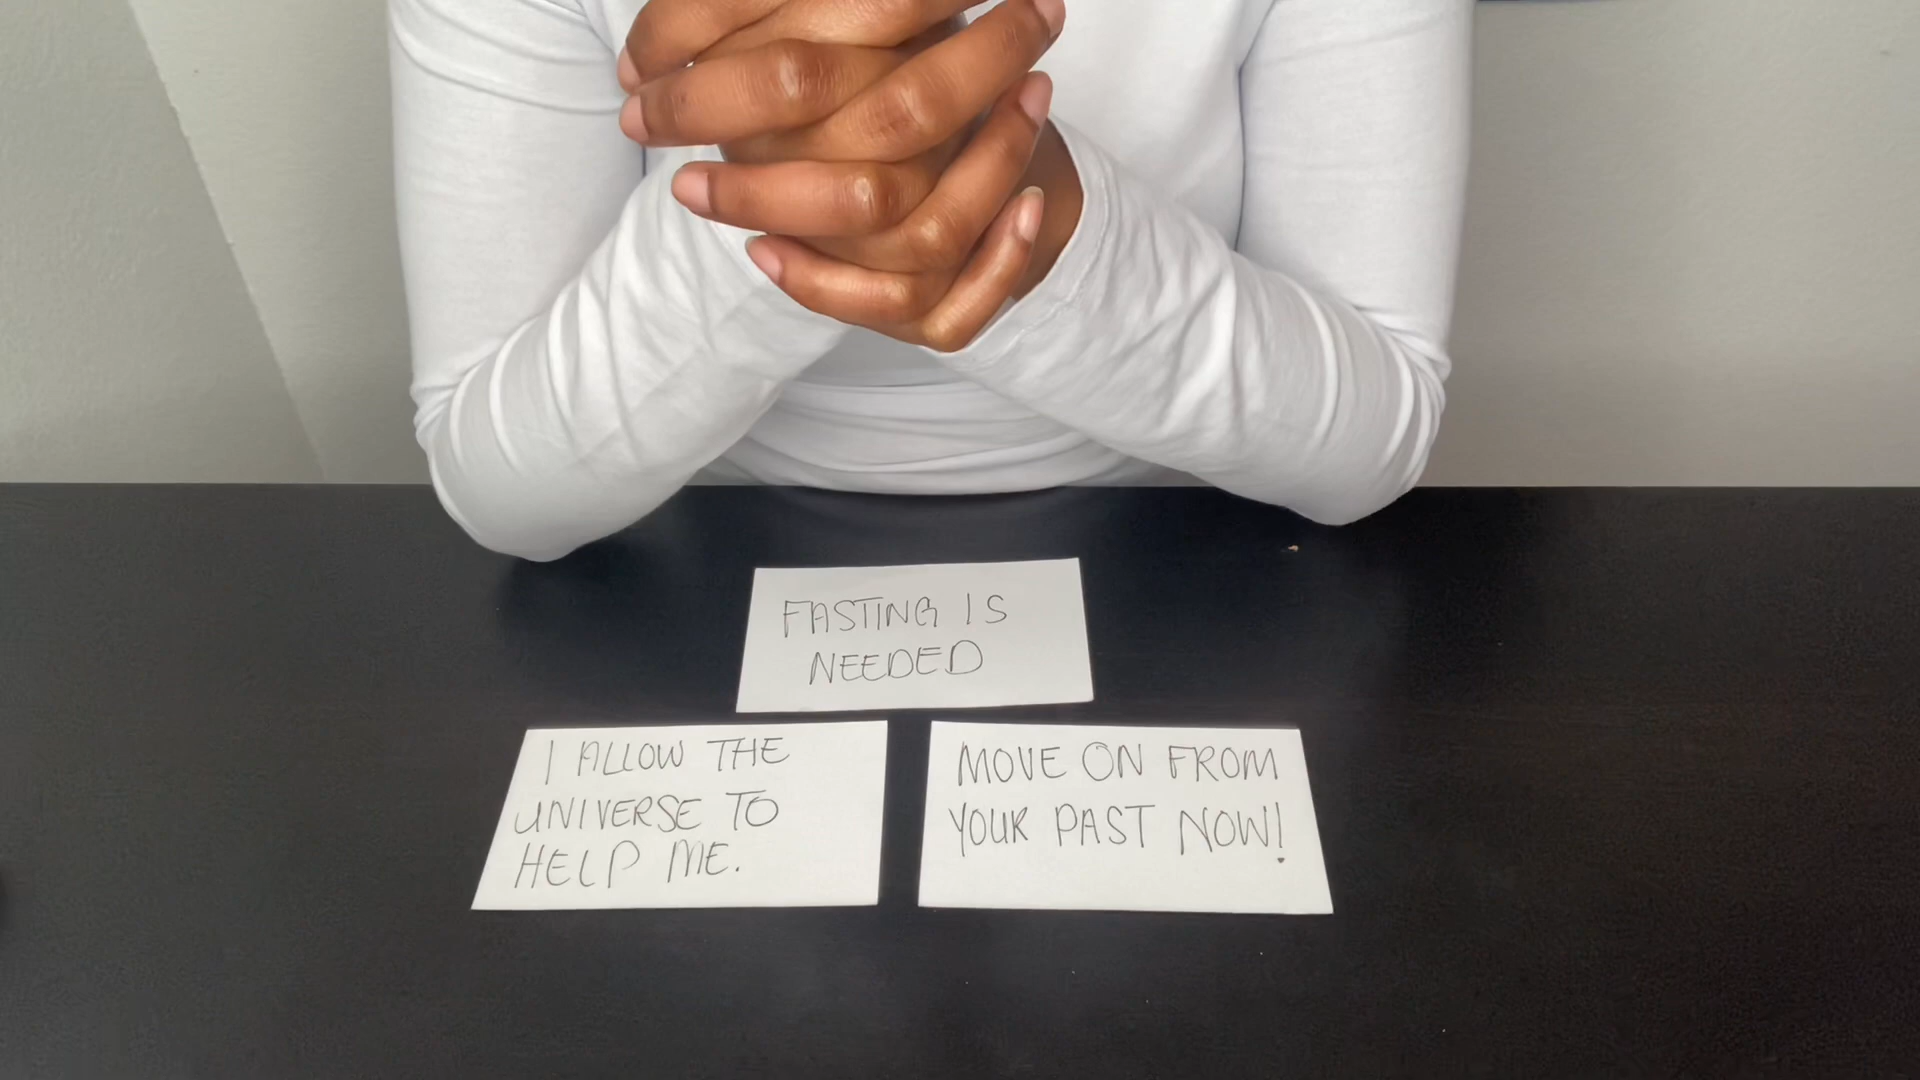 FASTING IS
NEEDED
I ALLOW THE
UNIVERSE TO
HELP ME.
MOVE ON FROM
YOUR PAST NOW!